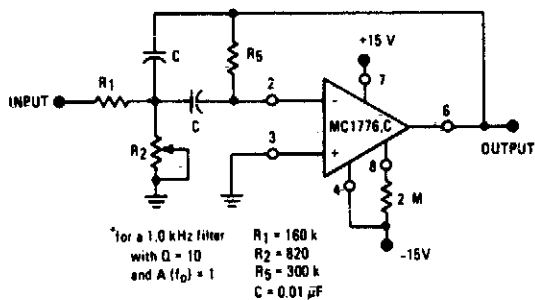 +15 V
C
R5
R1
2
7
INPUT
C
-
MC1776,C
6
3
+
OUTPUT
R2
8
4
2 M
-15V
*for a 1.0 kHz filter
with Q = 10
and A (fo) = 1
R1 = 160 k
R2 = 820
R5 = 300 k
C = 0.01 µF